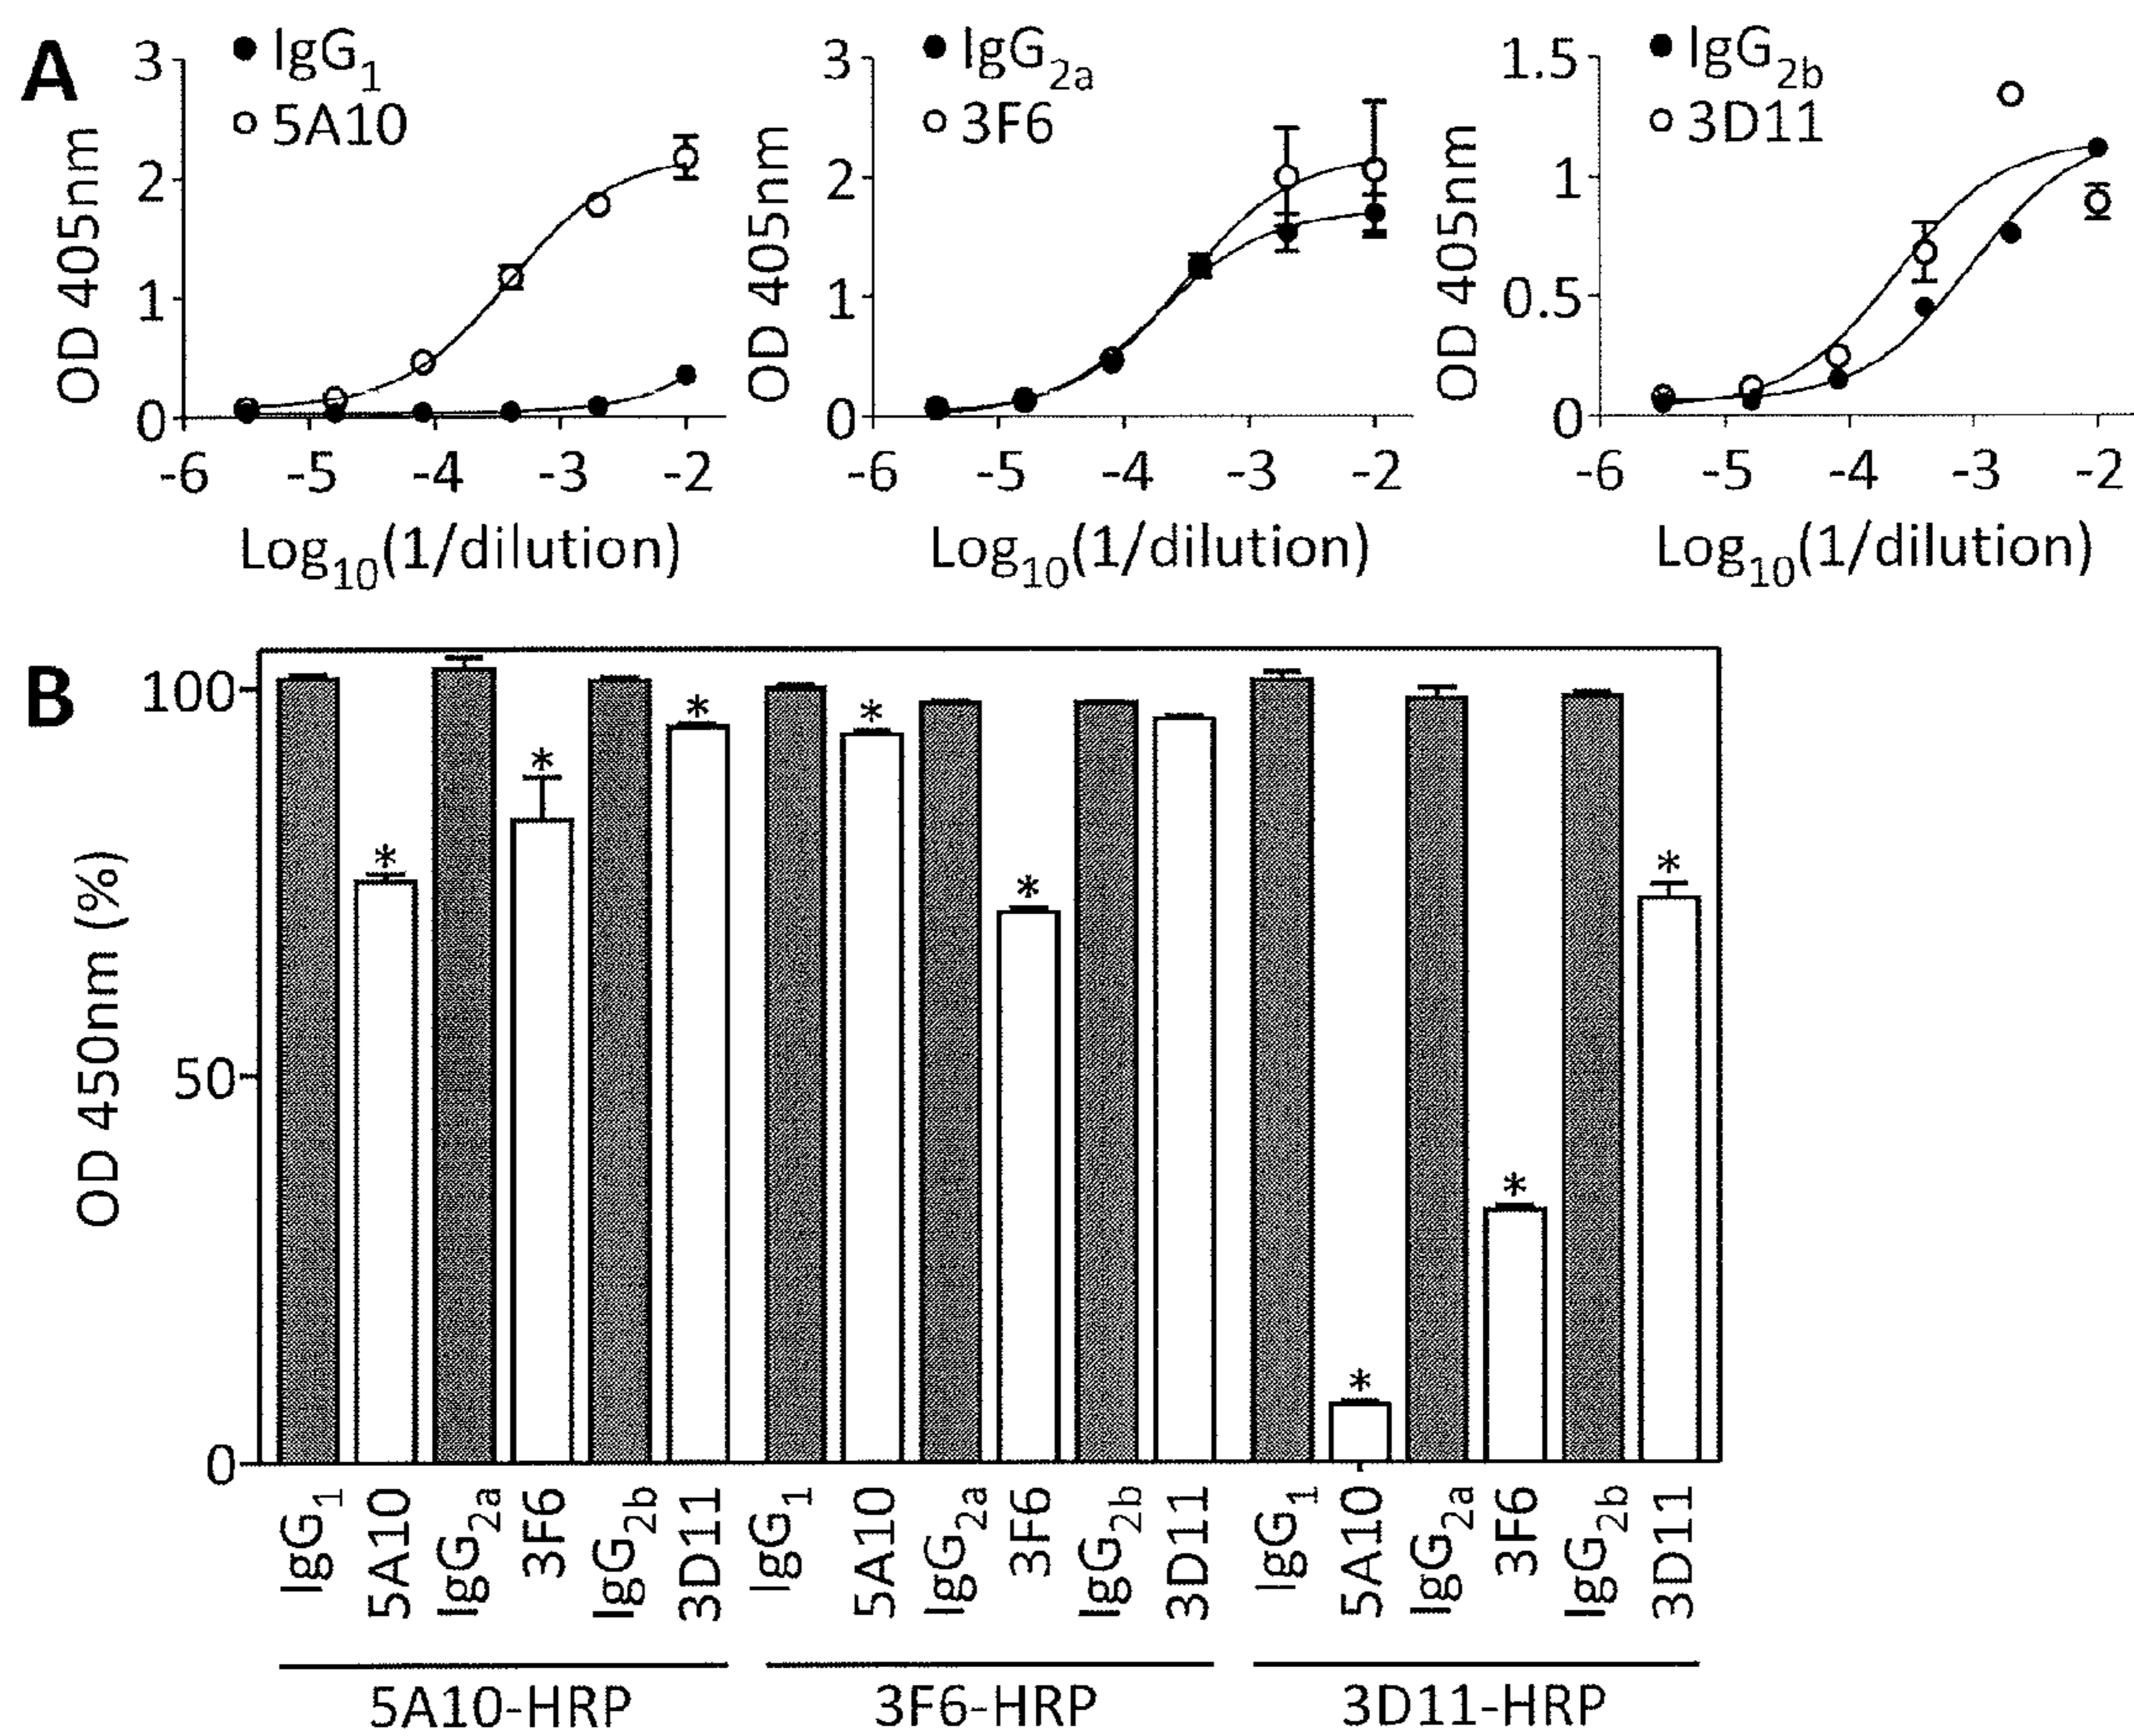 A
IgG1
5A10
3
2
1
0
OD 405nm
-6 -5 -4 -3 -2
Log10(1/dilution)
IgG2a
3F6
3
2
1
0
OD 405nm
-6 -5 -4 -3 -2
Log10(1/dilution)
IgG2b
3D11
1.5
1
0.5
0
OD 405nm
-6 -5 -4 -3 -2
Log10(1/dilution)
B
100
50
0
OD 450nm (%)
* * * * * * * *
IgG1 5A10 IgG2a 3F6 IgG2b 3D11 IgG1 5A10 IgG2a 3F6 IgG2b 3D11 IgG1 5A10 IgG2a 3F6 IgG2b 3D11
5A10-HRP 3F6-HRP 3D11-HRP